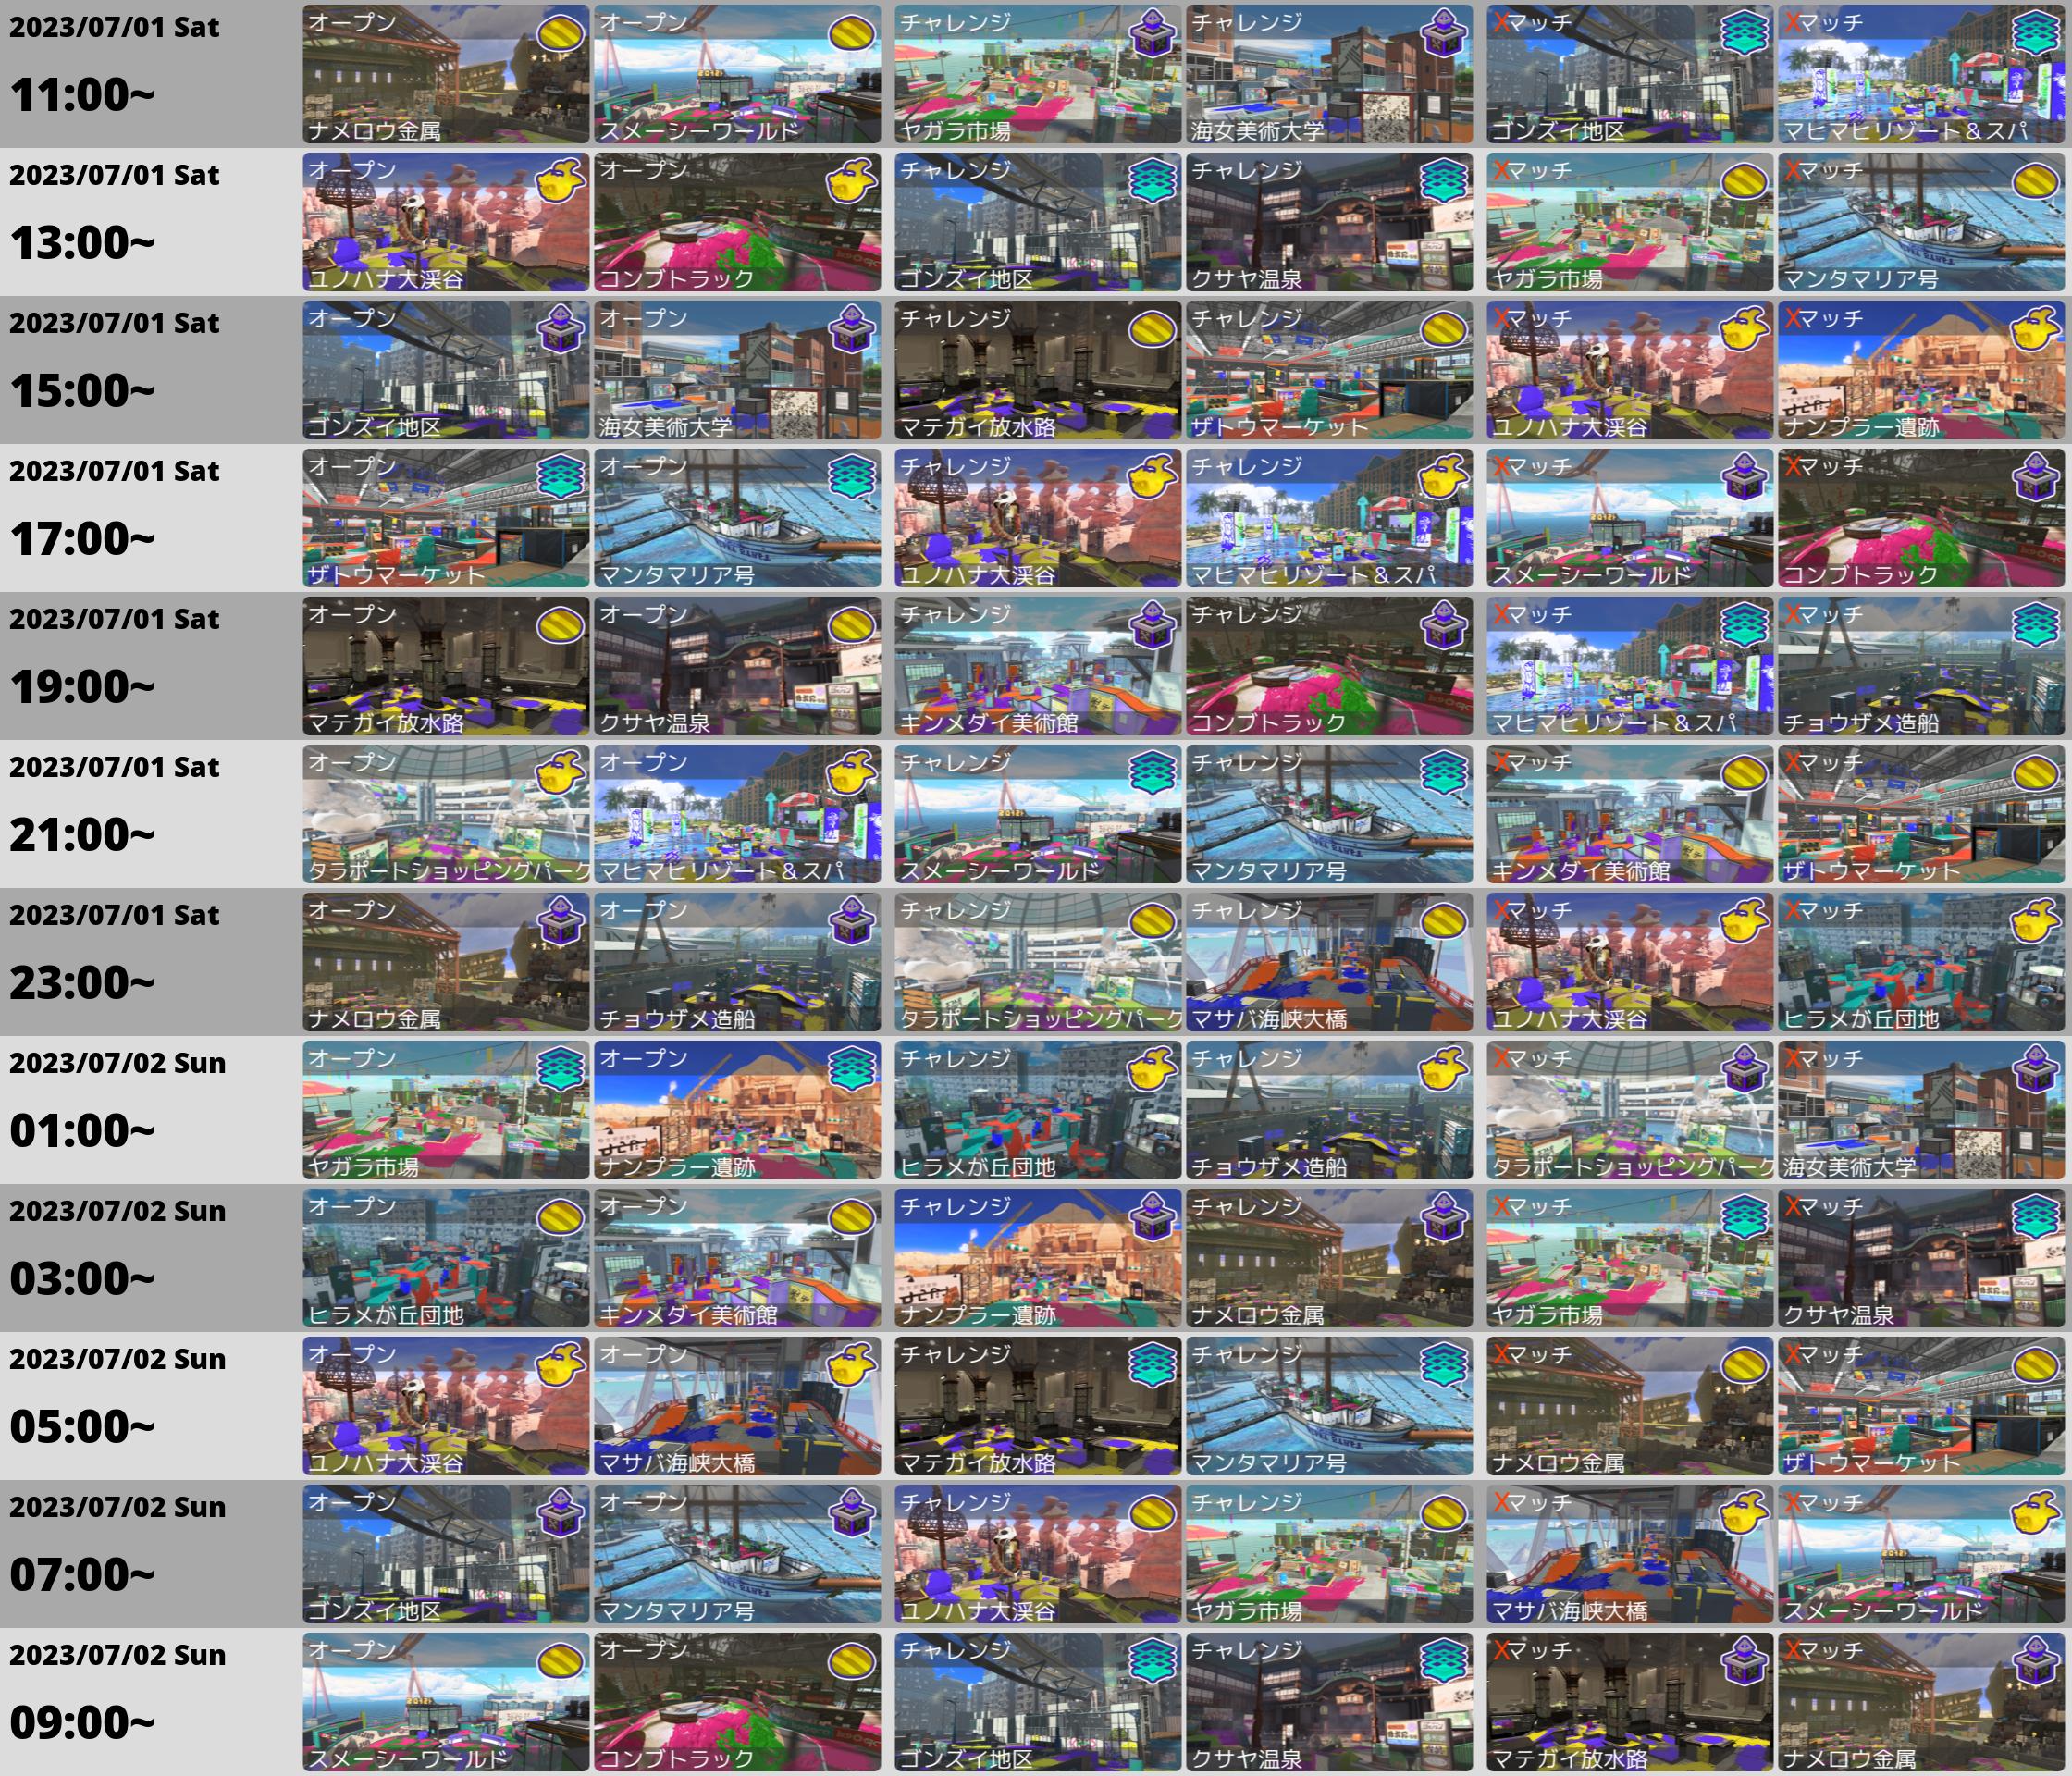 2023/07/01 Sat
11:00~
オープン オープン チャレンジ チャレンジ Xマッチ Xマッチ
ナメロウ金属 スメーシーワールド ヤガラ市場 海女美術大学 ゴンズイ地区 マヒマヒリゾート＆スパ
2023/07/01 Sat
13:00~
オープン オープン チャレンジ チャレンジ Xマッチ Xマッチ
ユノハナ大渓谷 コンブトラック ゴンズイ地区 クサヤ温泉 ヤガラ市場 マンタマリア号
2023/07/01 Sat
15:00~
オープン オープン チャレンジ チャレンジ Xマッチ Xマッチ
ゴンズイ地区 海女美術大学 マテガイ放水路 ザトウマーケット ユノハナ大渓谷 ナンプラー遺跡
2023/07/01 Sat
17:00~
オープン オープン チャレンジ チャレンジ Xマッチ Xマッチ
ザトウマーケット マンタマリア号 ユノハナ大渓谷 マヒマヒリゾート＆スパ スメーシーワールド コンブトラック
2023/07/01 Sat
19:00~
オープン オープン チャレンジ チャレンジ Xマッチ Xマッチ
マテガイ放水路 クサヤ温泉 キンメダイ美術館 コンブトラック マヒマヒリゾート＆スパ チョウザメ造船
2023/07/01 Sat
21:00~
オープン オープン チャレンジ チャレンジ Xマッチ Xマッチ
タラポートショッピングパーク マヒマヒリゾート＆スパ スメーシーワールド マンタマリア号 キンメダイ美術館 ザトウマーケット
2023/07/01 Sat
23:00~
オープン オープン チャレンジ チャレンジ Xマッチ Xマッチ
ナメロウ金属 チョウザメ造船 タラポートショッピングパーク マサバ海峡大橋 ユノハナ大渓谷 ヒラメが丘団地
2023/07/02 Sun
01:00~
オープン オープン チャレンジ チャレンジ Xマッチ Xマッチ
ヤガラ市場 ナンプラー遺跡 ヒラメが丘団地 チョウザメ造船 タラポートショッピングパーク 海女美術大学
2023/07/02 Sun
03:00~
オープン オープン チャレンジ チャレンジ Xマッチ Xマッチ
ヒラメが丘団地 キンメダイ美術館 ナンプラー遺跡 ナメロウ金属 ヤガラ市場 クサヤ温泉
2023/07/02 Sun
05:00~
オープン オープン チャレンジ チャレンジ Xマッチ Xマッチ
ユノハナ大渓谷 マサバ海峡大橋 マテガイ放水路 マンタマリア号 ナメロウ金属 ザトウマーケット
2023/07/02 Sun
07:00~
オープン オープン チャレンジ チャレンジ Xマッチ Xマッチ
ゴンズイ地区 マンタマリア号 ユノハナ大渓谷 ヤガラ市場 マサバ海峡大橋 スメーシーワールド
2023/07/02 Sun
09:00~
オープン オープン チャレンジ チャレンジ Xマッチ Xマッチ
スメーシーワールド コンブトラック ゴンズイ地区 クサヤ温泉 マテガイ放水路 ナメロウ金属